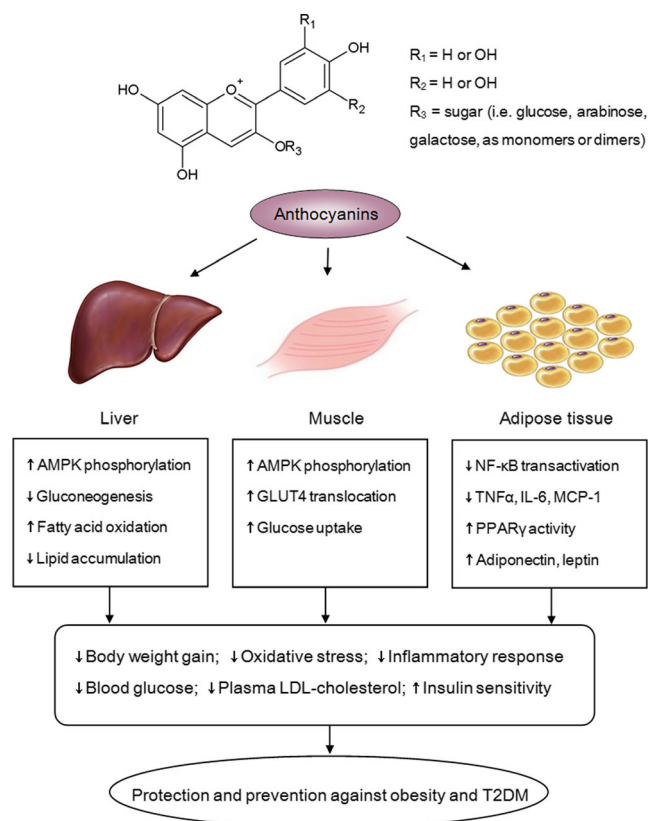 R1
OH
HO
O+
R2
OR3
OH
R1 = H or OH
R2 = H or OH
R3 = sugar (i.e. glucose, arabinose,
galactose, as monomers or dimers)
Anthocyanins
Liver
↑ AMPK phosphorylation
↓ Gluconeogenesis
↑ Fatty acid oxidation
↓ Lipid accumulation
Muscle
↑ AMPK phosphorylation
↑ GLUT4 translocation
↑ Glucose uptake
Adipose tissue
↓ NF-κB transactivation
↓ TNFα, IL-6, MCP-1
↑ PPARγ activity
↑ Adiponectin, leptin
↓ Body weight gain; ↓ Oxidative stress; ↓ Inflammatory response
↓ Blood glucose; ↓ Plasma LDL-cholesterol; ↑ Insulin sensitivity
Protection and prevention against obesity and T2DM